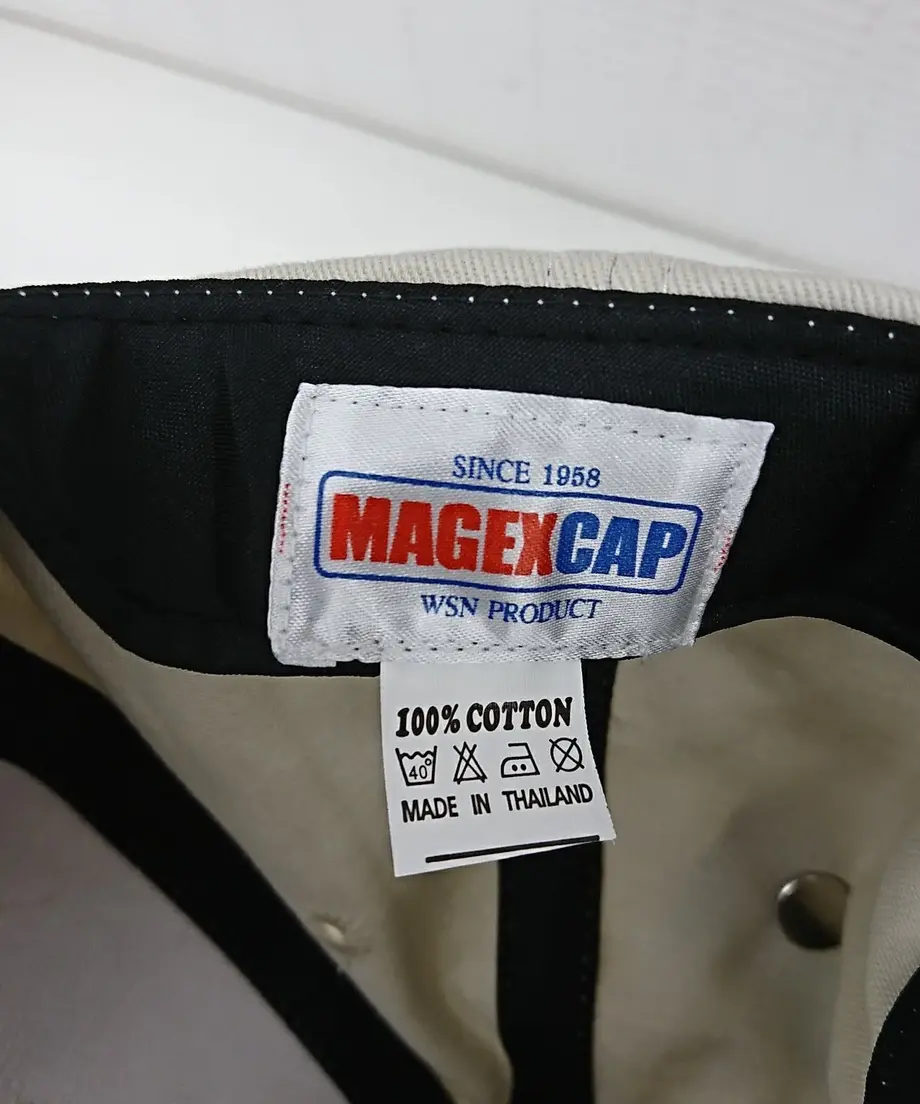 SINCE 1958
MAGEXCAP
WSN PRODUCT
100% COTTON
40°
MADE IN THAILAND